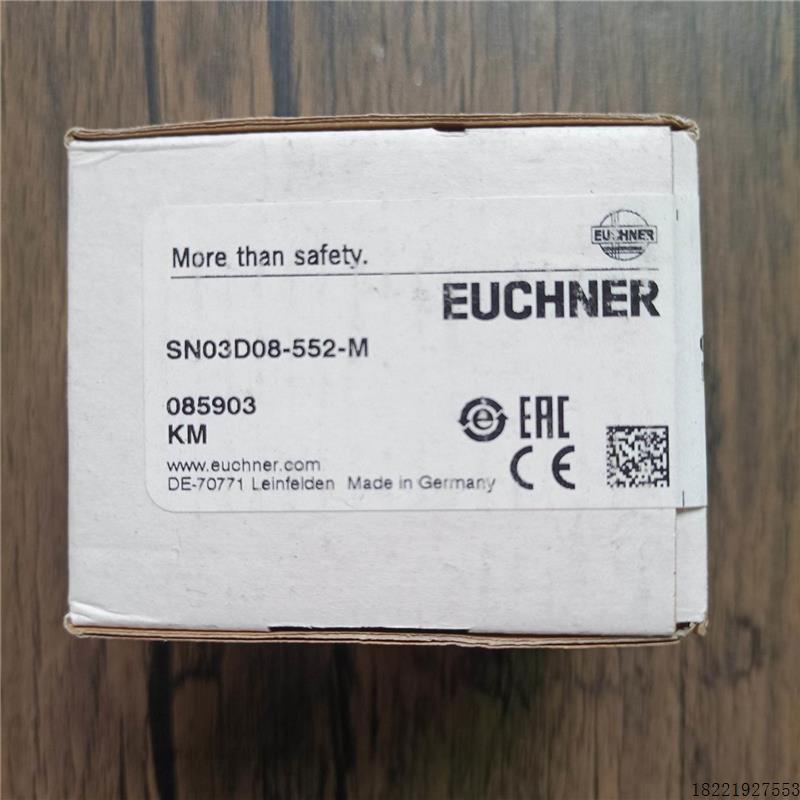 More than safety.
EUCHNER
EUCHNER
SN03D08-552-M
085903
KM
e
EAC
CE
www.euchner.com
DE-70771 Leinfelden Made in Germany
18221927553